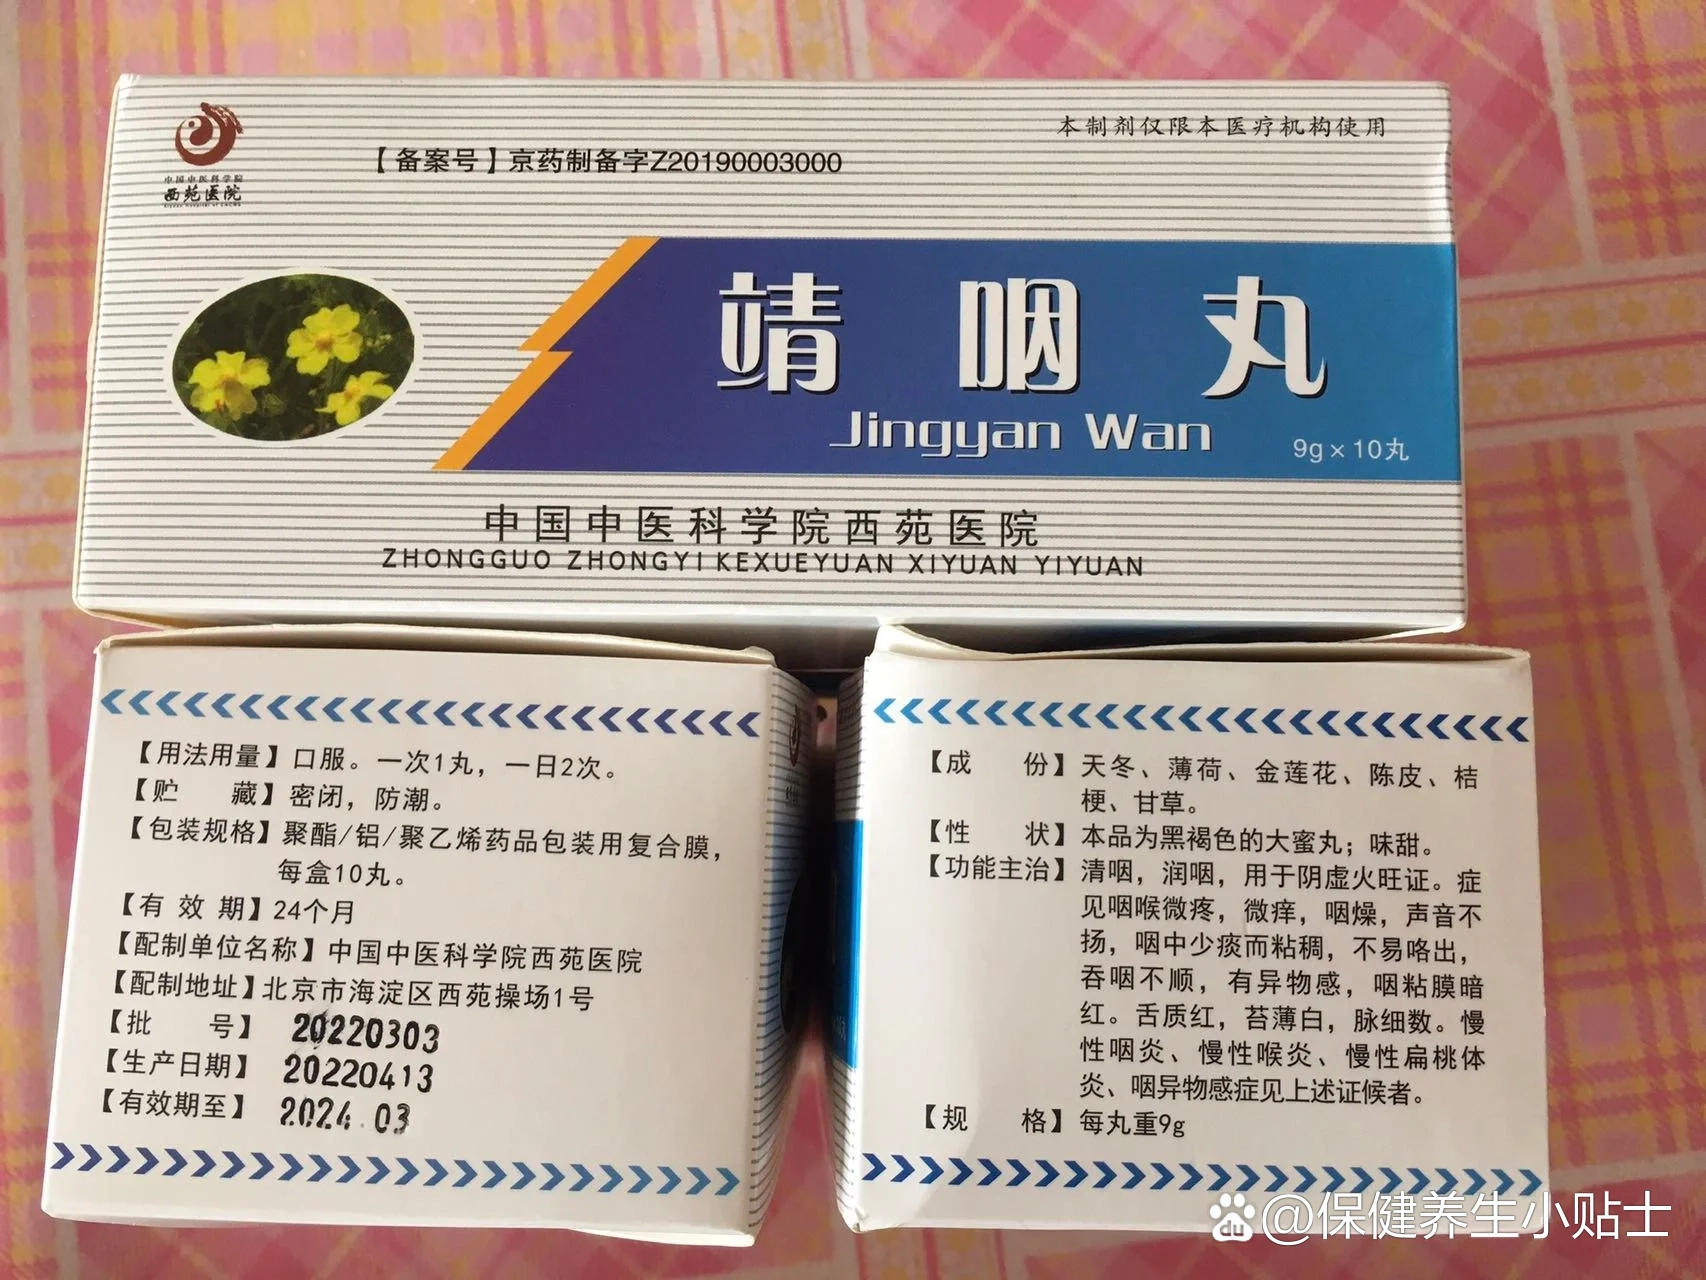 本制剂仅限本医疗机构使用
【备案号】京药制备字Z20190003000
中国中医科学院
西苑医院
靖咽丸
Jingyan Wan
9g×10丸
中国中医科学院西苑医院
ZHONGGUO ZHONGYI KEXUEYUAN XIYUAN YIYUAN
【用法用量】口服。一次1丸，一日2次。
【贮 藏】密闭，防潮。
【包装规格】聚酯/铝/聚乙烯药品包装用复合膜，
每盒10丸。
【有 效 期】24个月
【配制单位名称】中国中医科学院西苑医院
【配制地址】北京市海淀区西苑操场1号
【批 号】 20220303
【生产日期】 20220413
【有效期至】 2024.03
【成 份】天冬、薄荷、金莲花、陈皮、桔
梗、甘草。
【性 状】本品为黑褐色的大蜜丸；味甜。
【功能主治】清咽，润咽，用于阴虚火旺证。症
见咽喉微疼，微痒，咽燥，声音不
扬，咽中少痰而粘稠，不易咯出，
吞咽不顺，有异物感，咽粘膜暗
红。舌质红，苔薄白，脉细数。慢
性咽炎、慢性喉炎、慢性扁桃体
炎、咽异物感症见上述证候者。
【规 格】每丸重9g
Bai du @保健养生小贴士